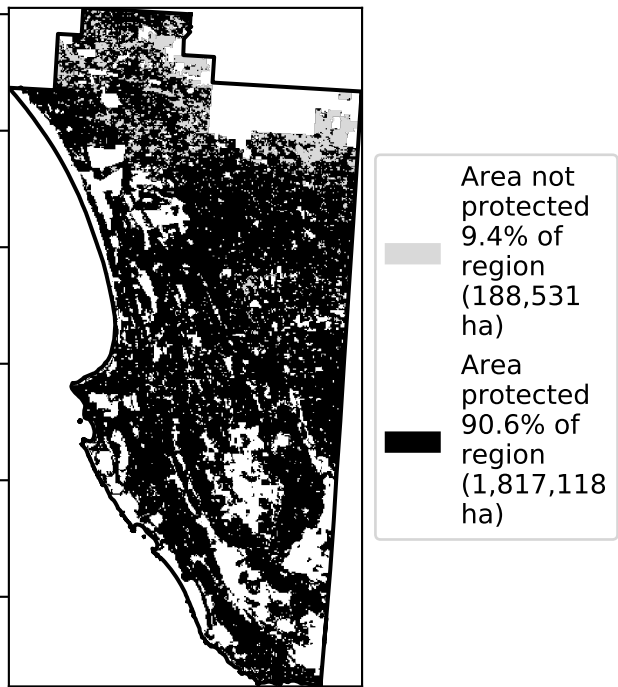 Area not
protected
9.4% of
region
(188,531
ha)
Area
protected
90.6% of
region
(1,817,118
ha)